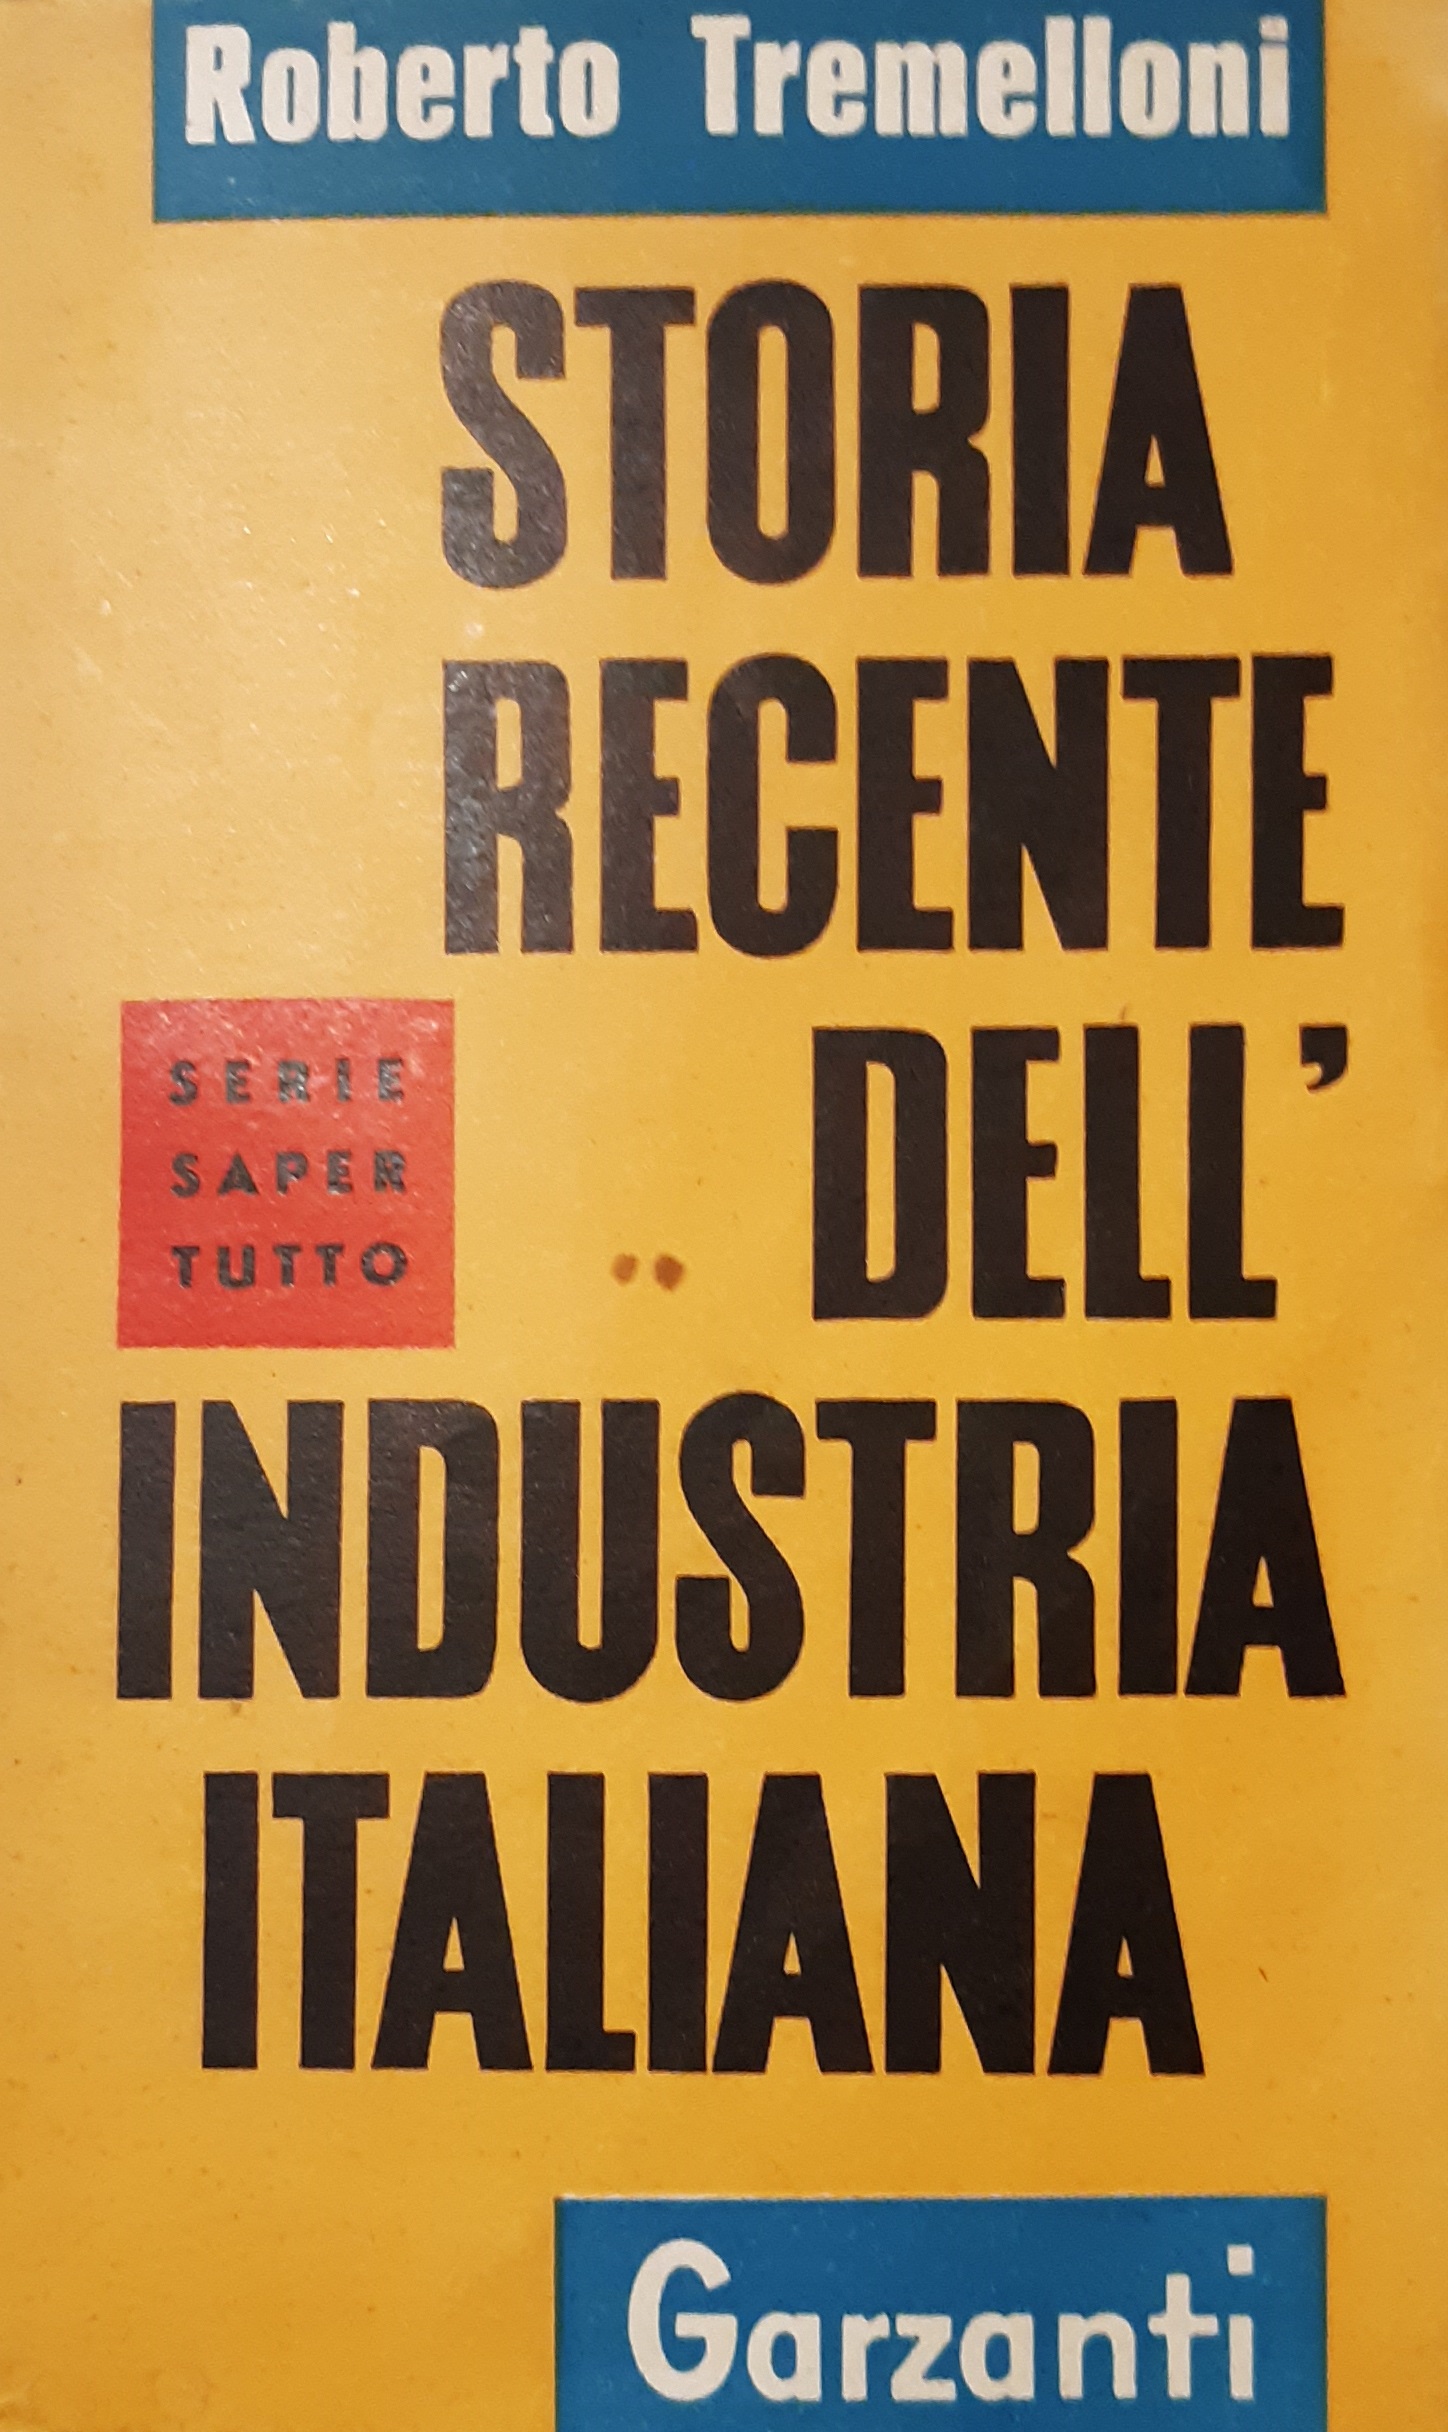 Roberto Tremelloni
STORIA
RECENTE
DELL'
SERIE
SAPER
TUTTO
INDUSTRIA
ITALIANA
Garzanti